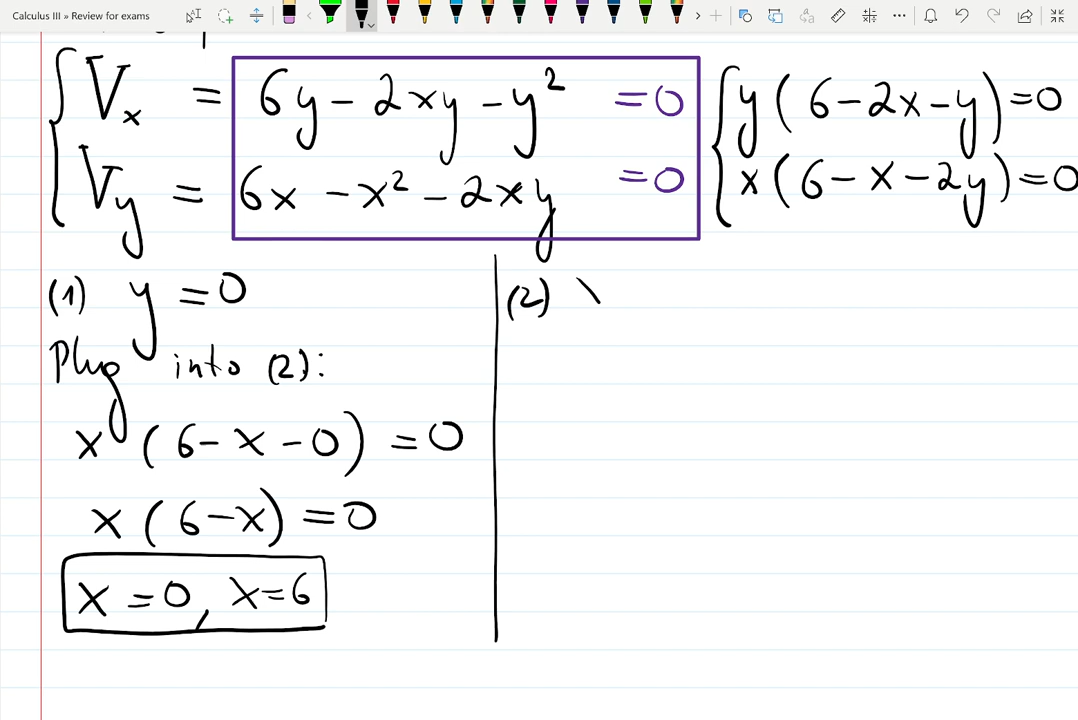 Calculus III » Review for exams
V_x = 6y - 2xy - y² = 0 y(6-2x-y)=0
V_y = 6x - x² - 2xy = 0 x(6-x-2y)=0
(1) y = 0
Plug into (2):
x(6-x-0) = 0
x(6-x) = 0
x = 0, x=6
(2)